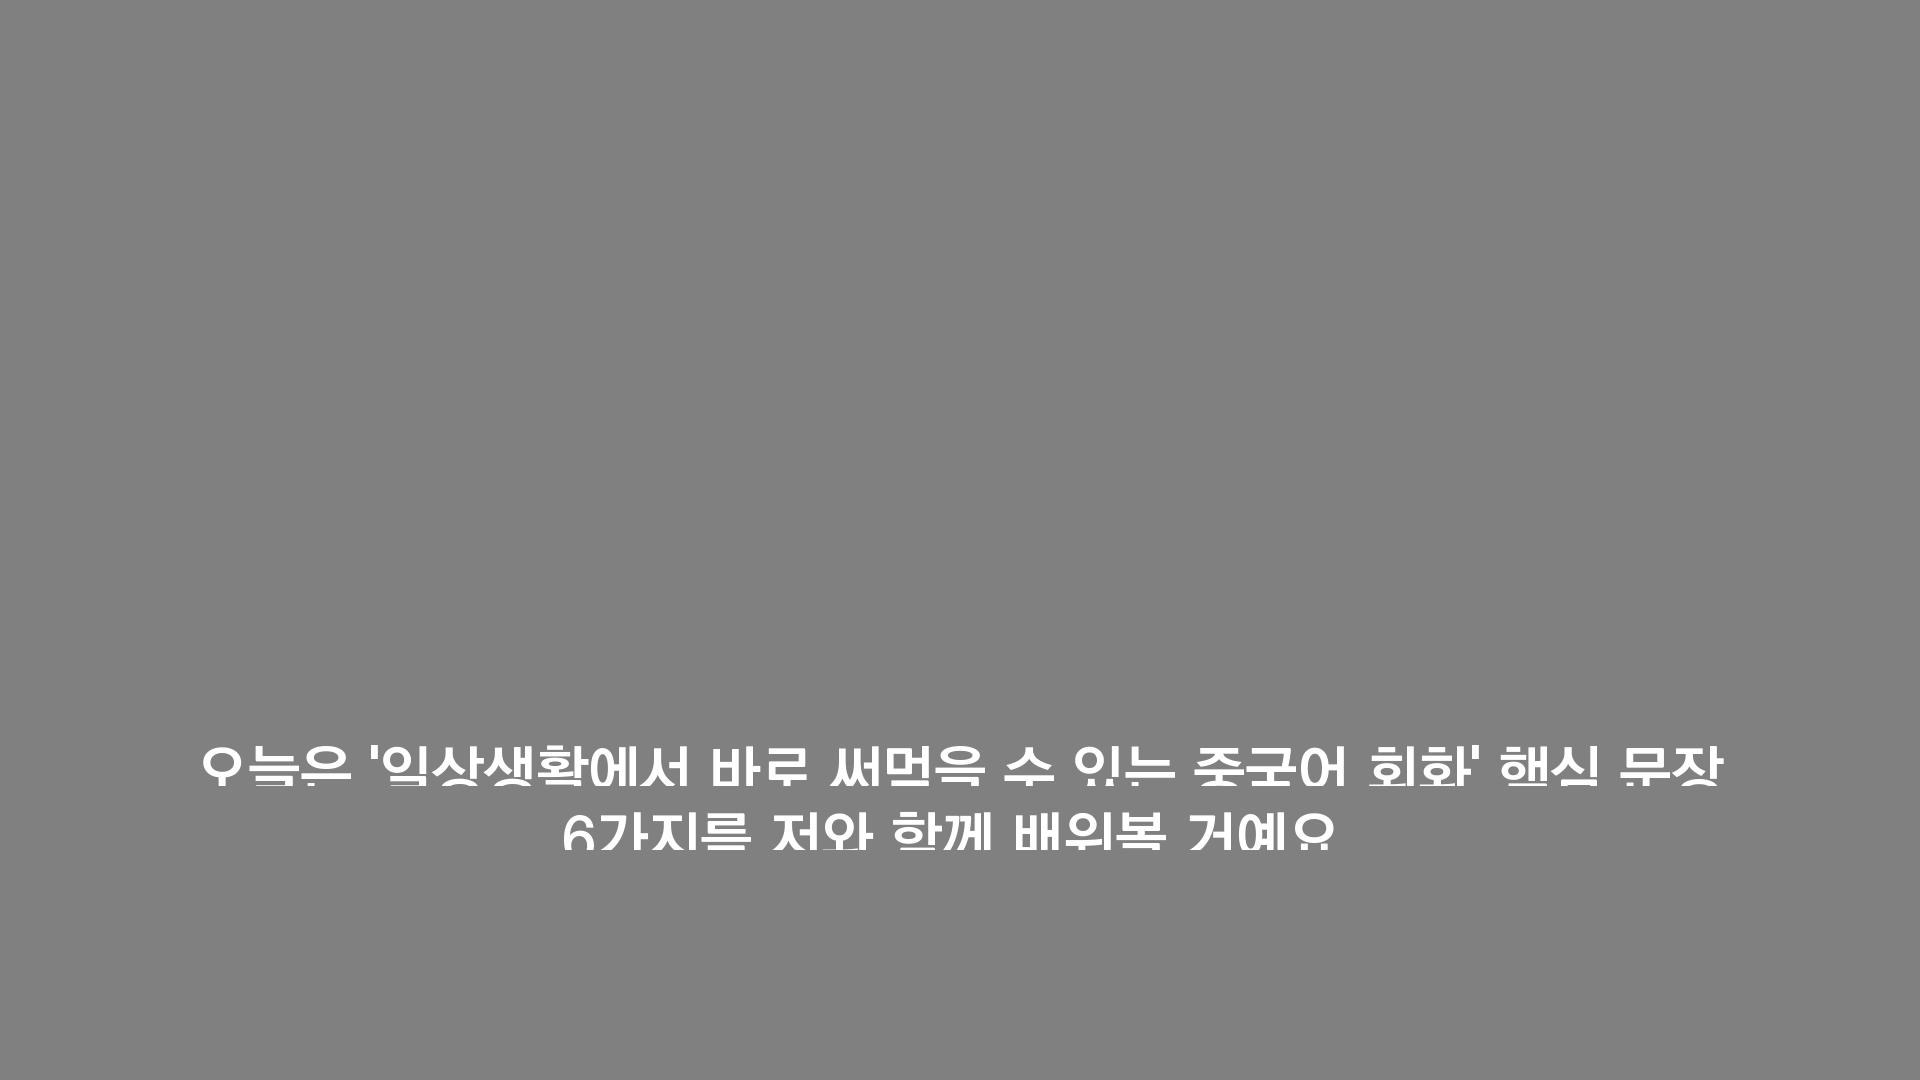 오늘은 '일상생활에서 바로 써먹을 수 있는 중국어 회화' 핵심 문장
6가지를 저와 함께 배워볼 거예요